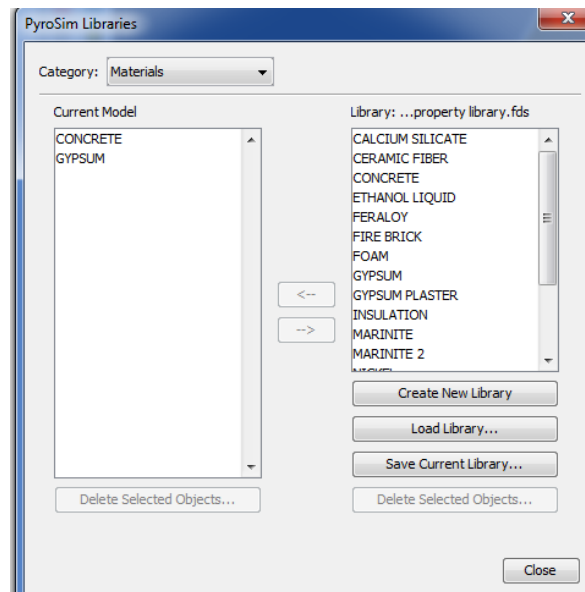 PyroSim Libraries
Category: Materials
Current Model
CONCRETE
GYPSUM
Delete Selected Objects...
Library: ...property library.fds
CALCIUM SILICATE
CERAMIC FIBER
CONCRETE
ETHANOL LIQUID
FERALOY
FIRE BRICK
FOAM
GYPSUM
GYPSUM PLASTER
INSULATION
MARINITE
MARINITE 2
<--
-->
Create New Library
Load Library...
Save Current Library...
Delete Selected Objects...
Close